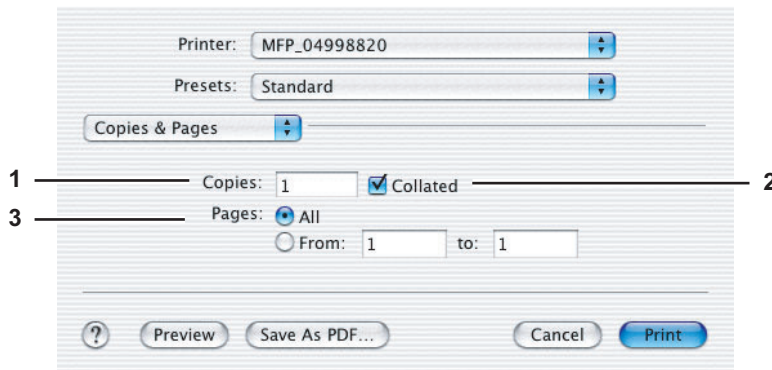 Printer: MFP_04998820
Presets: Standard
Copies & Pages
1 Copies: 1 Collated 2
3 Pages: All
From: 1 to: 1
? Preview Save As PDF... Cancel Print